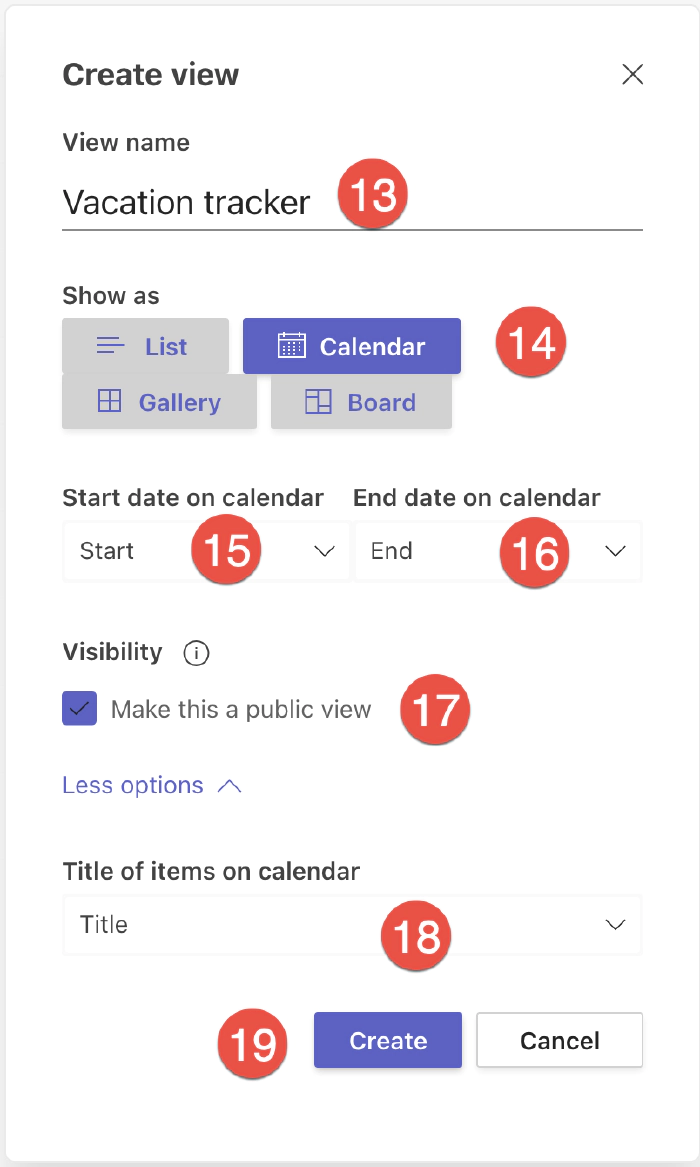 Create view
View name
Vacation tracker 13
Show as
List Calendar 14
Gallery Board
Start date on calendar End date on calendar
Start 15 End 16
Visibility
Make this a public view 17
Less options
Title of items on calendar
Title 18
19 Create Cancel